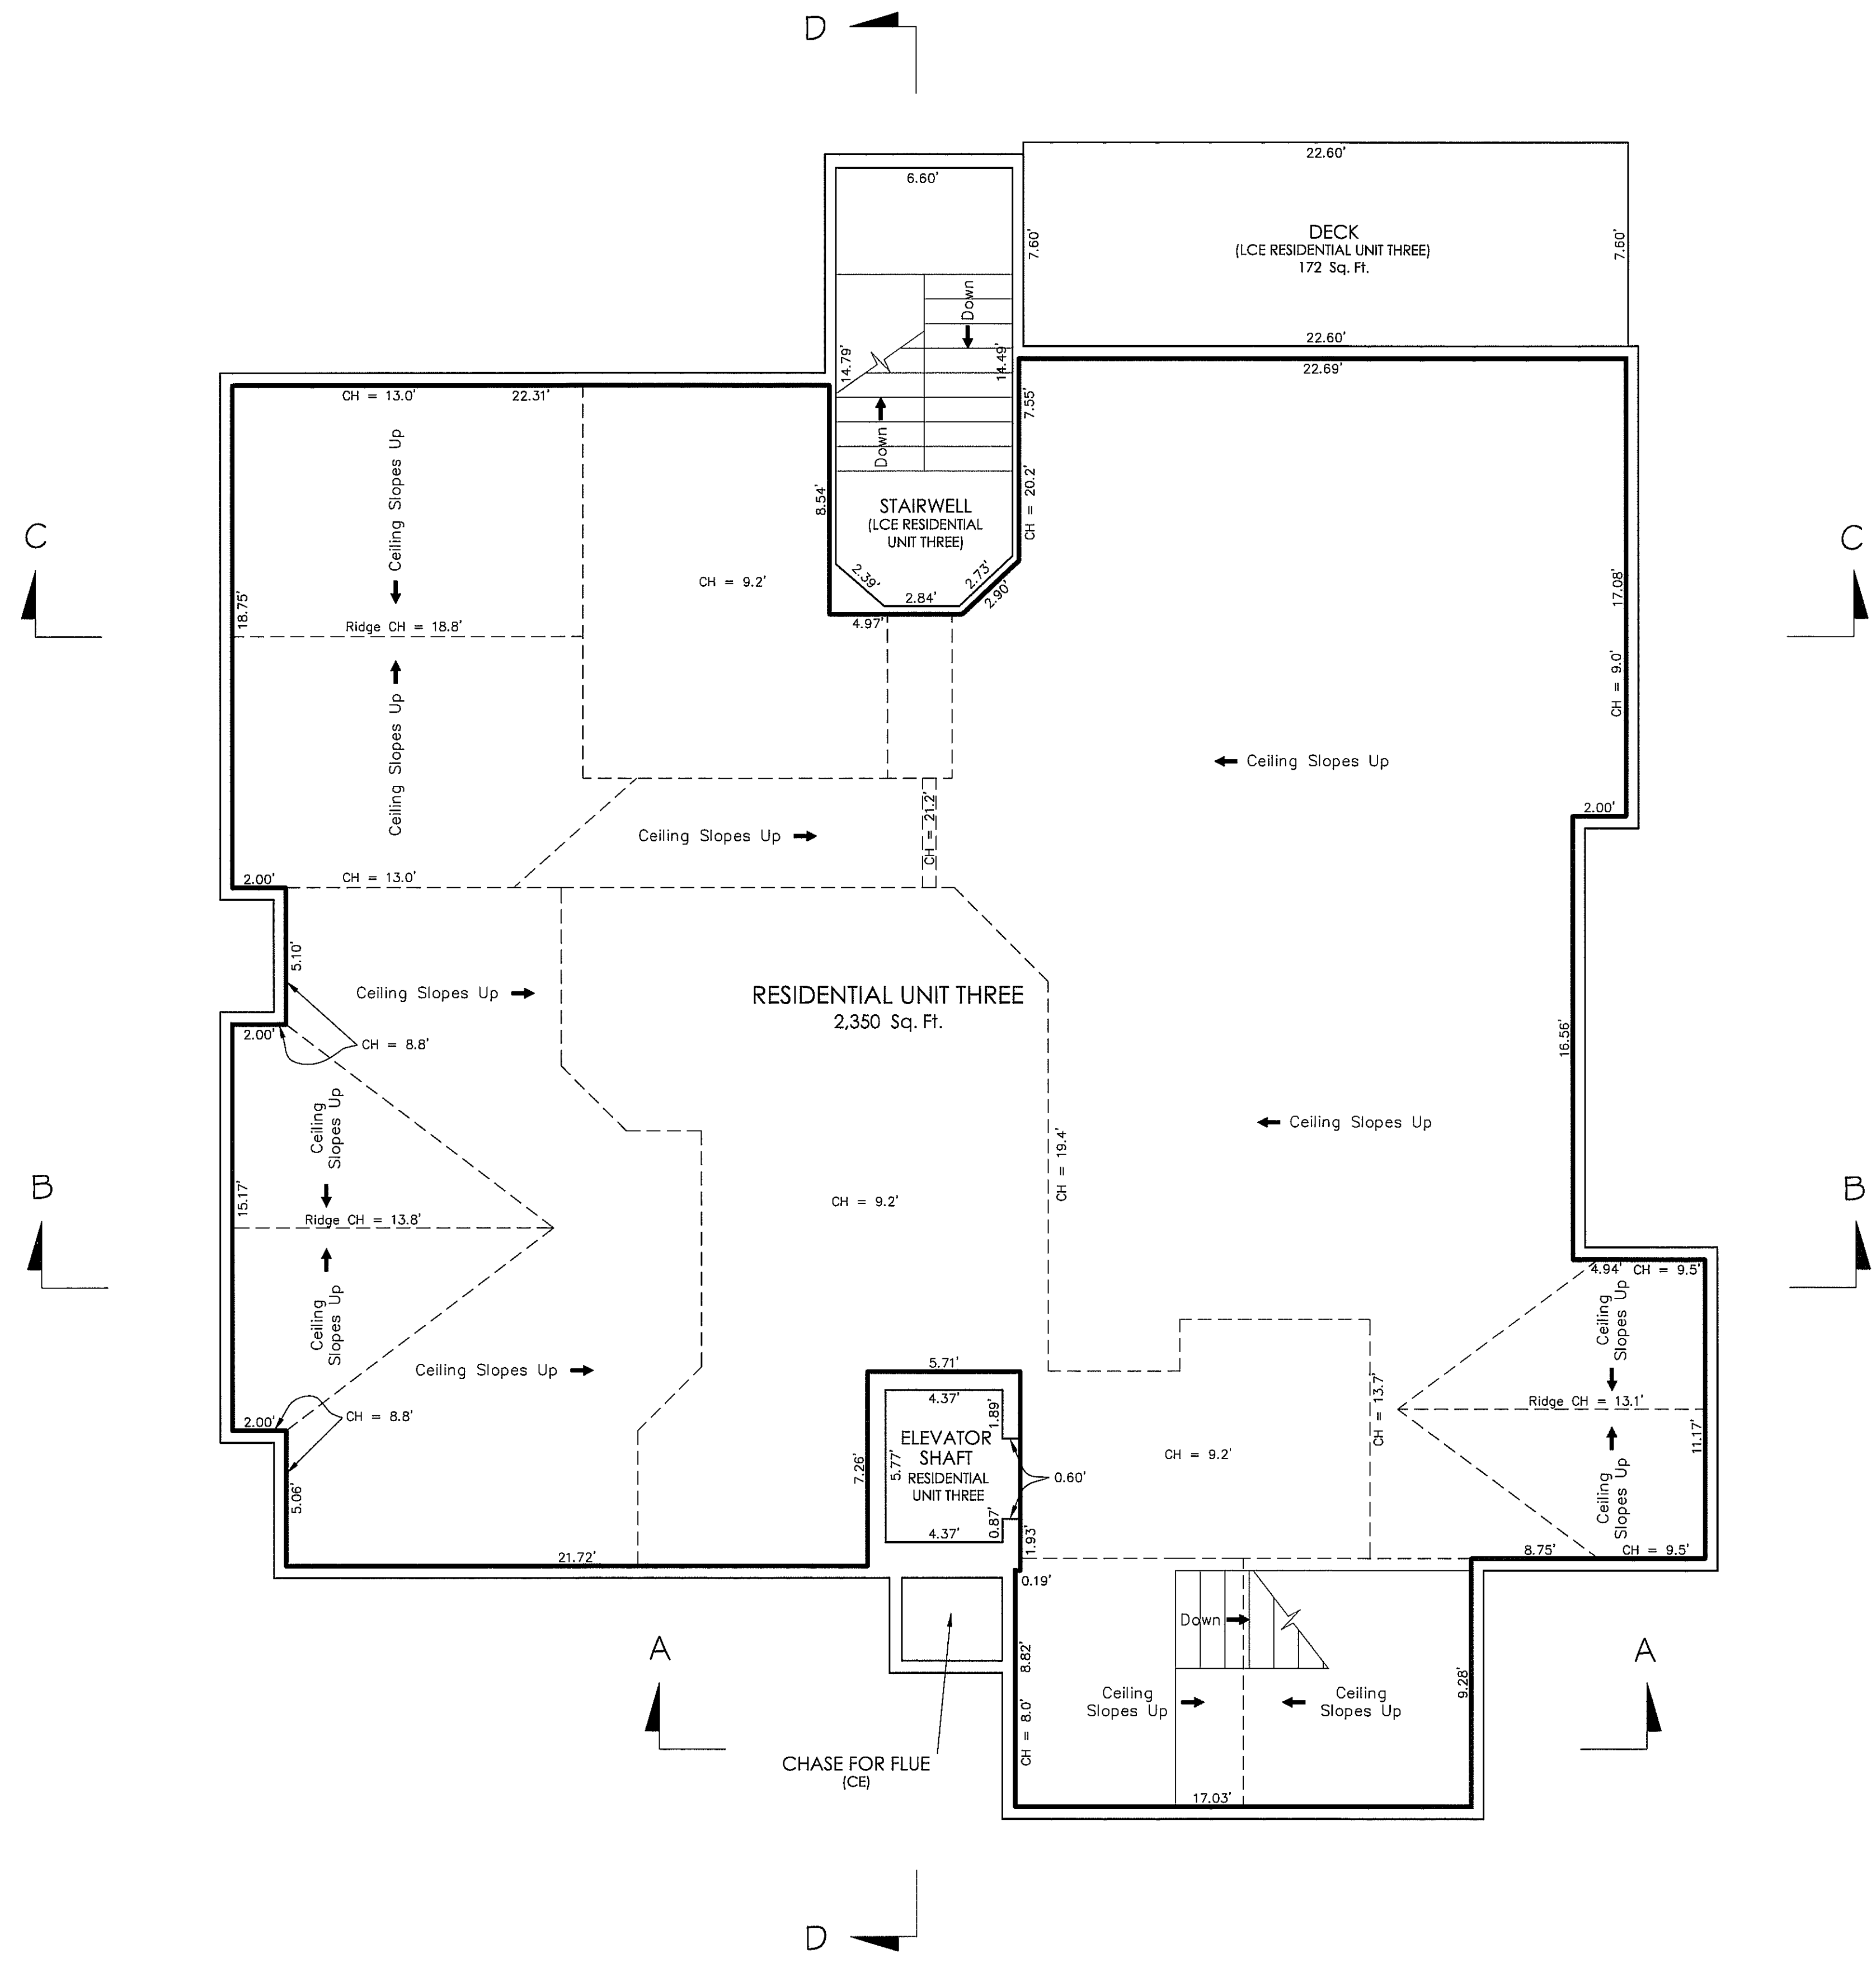 D
22.60'
6.60'
7.60'
DECK
(LCE RESIDENTIAL UNIT THREE)
172 Sq. Ft.
7.60'
Down
22.60'
14.79'
14.49'
22.69'
CH = 13.0'
22.31'
7.55'
Ceiling Slopes Up
Down
8.54'
CH = 20.2'
STAIRWELL
(LCE RESIDENTIAL
UNIT THREE)
C
C
2.39'
2.73'
2.84'
2.90'
4.97'
CH = 9.2'
18.75'
17.08'
Ridge CH = 18.8'
CH = 9.0'
Ceiling Slopes Up
Ceiling Slopes Up
2.00'
Ceiling Slopes Up
CH = 21.2'
2.00'
CH = 13.0'
5.10'
Ceiling Slopes Up
RESIDENTIAL UNIT THREE
2,350 Sq. Ft.
2.00'
CH = 8.8'
16.56'
Ceiling
Slopes Up
Ceiling Slopes Up
CH = 19.4'
B
B
15.17'
CH = 9.2'
Ridge CH = 13.8'
4.94'
CH = 9.5'
Ceiling
Slopes Up
Ceiling
Slopes Up
Ceiling Slopes Up
5.71'
4.37'
1.89'
CH = 13.7'
Ridge CH = 13.1'
11.17'
2.00'
CH = 8.8'
ELEVATOR
SHAFT
RESIDENTIAL
UNIT THREE
7.26'
5.77'
CH = 9.2'
0.60'
5.06'
Ceiling
Slopes Up
0.87'
4.37'
1.93'
21.72'
8.75'
CH = 9.5'
0.19'
Down
A
A
8.82'
9.28'
Ceiling
Slopes Up
Ceiling
Slopes Up
CH = 8.0'
CHASE FOR FLUE
(CE)
17.03'
D